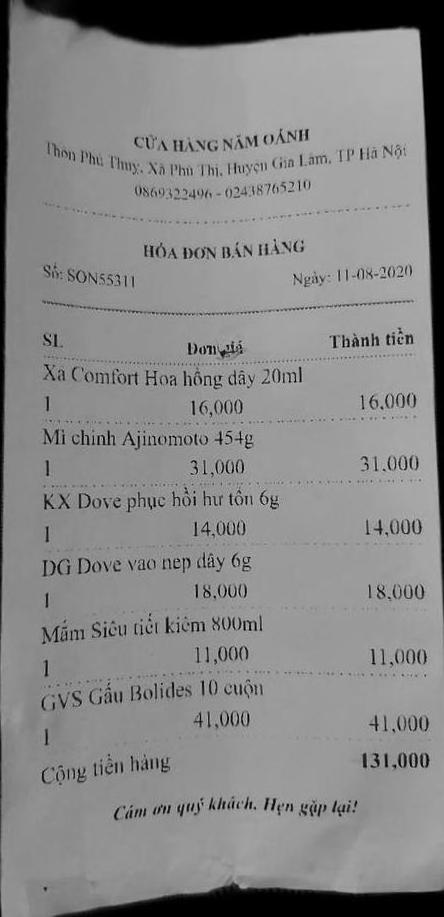 CỬA HÀNG NĂM OÁNH
Thôn Phú Thụy, Xã Phú Thị, Huyện Gia Lâm, TP Hà Nội
0869322496 - 02438765210
HÓA ĐƠN BÁN HÀNG
Số: SON55311 Ngày: 11-08-2020
SL Đơn giá Thành tiền
Xả Comfort Hoa hồng dây 20ml
1 16,000 16,000
Mì chính Ajinomoto 454g
1 31,000 31,000
KX Dove phục hồi hư tổn 6g
1 14,000 14,000
DG Dove vao nep dây 6g
1 18,000 18,000
Mắm Siêu tiết kiệm 800ml
1 11,000 11,000
GVS Gấu Bolides 10 cuộn
1 41,000 41,000
Cộng tiền hàng 131,000
Cám ơn quý khách. Hẹn gặp lại!